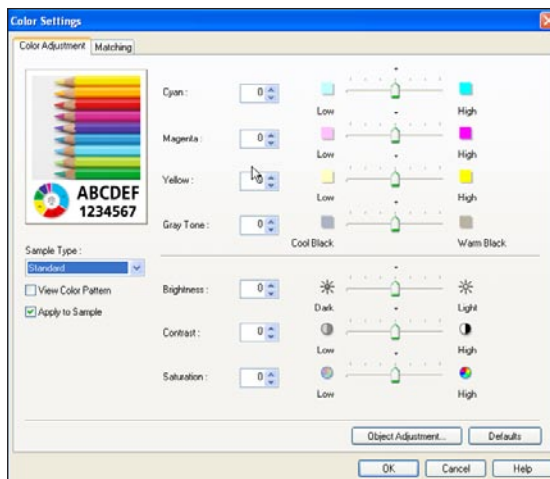 Color Settings
Color Adjustment Matching
ABCDEF
1234567
Sample Type :
Standard
View Color Pattern
Apply to Sample
Cyan : 0
Low High
Magenta : 0
Low High
Yellow : 0
Low High
Gray Tone : 0
Cool Black Warm Black
Brightness : 0
Dark Light
Contrast : 0
Low High
Saturation : 0
Low High
Object Adjustment... Defaults
OK Cancel Help